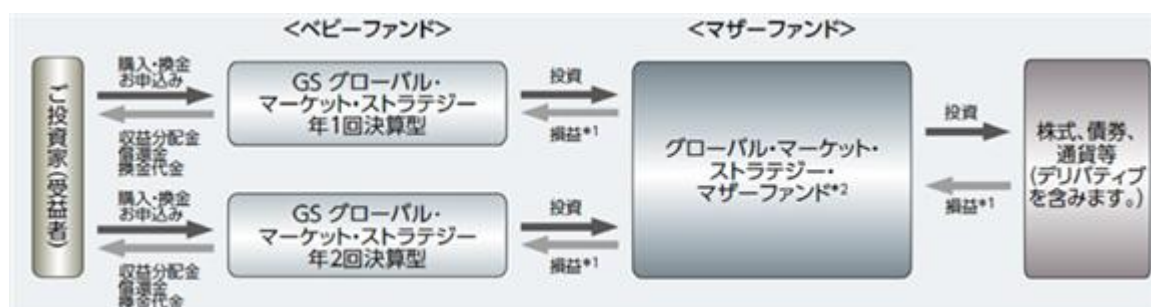 <ベビーファンド>
<マザーファンド>
ご投資家(受益者)
購入・換金
お申込み
収益分配金
償還金
換金代金
GS グローバル・
マーケット・ストラテジー
年1回決算型
投資
損益*1
購入・換金
お申込み
収益分配金
償還金
換金代金
GS グローバル・
マーケット・ストラテジー
年2回決算型
投資
損益*1
グローバル・マーケット・
ストラテジー・
マザーファンド*2
投資
損益*1
株式、債券、
通貨等
(デリバティブ
を含みます。)